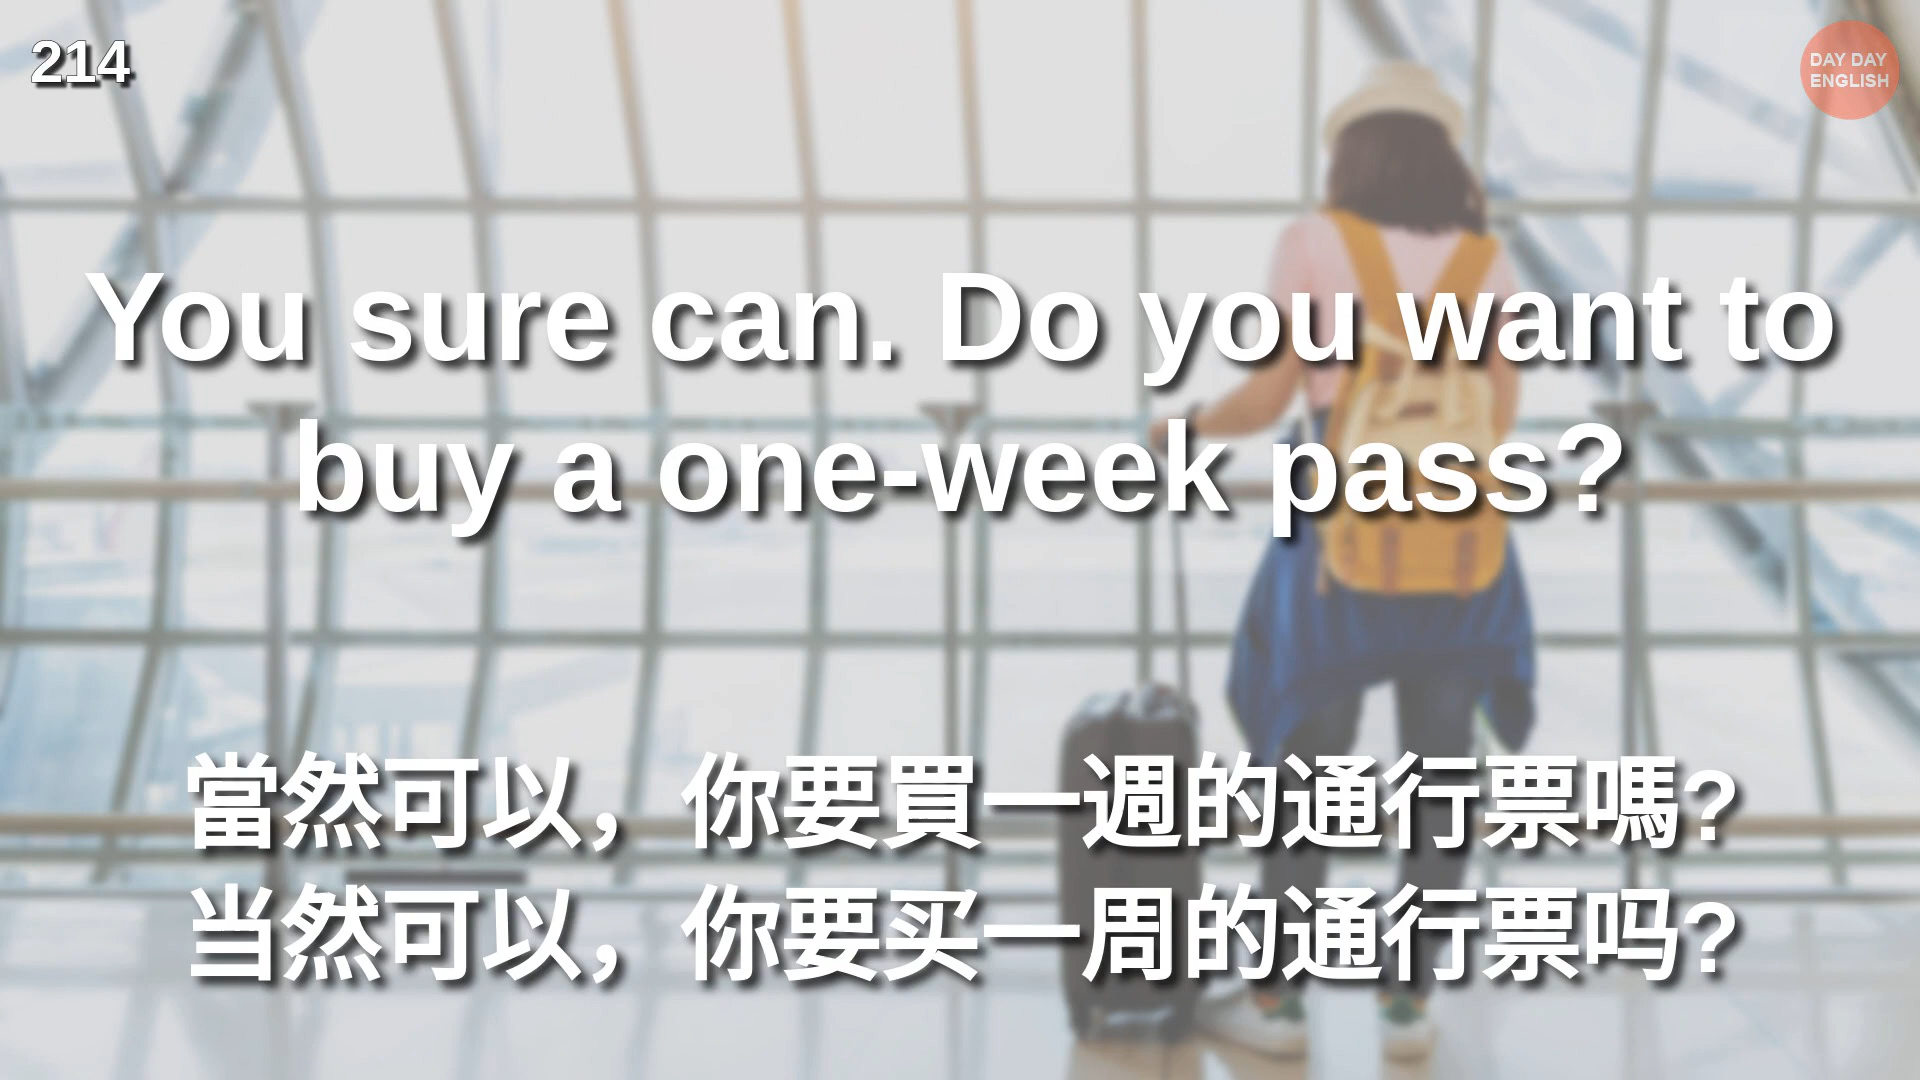 214
DAY DAY
ENGLISH
You sure can. Do you want to
buy a one-week pass?
當然可以，你要買一週的通行票嗎?
当然可以，你要买一周的通行票吗?